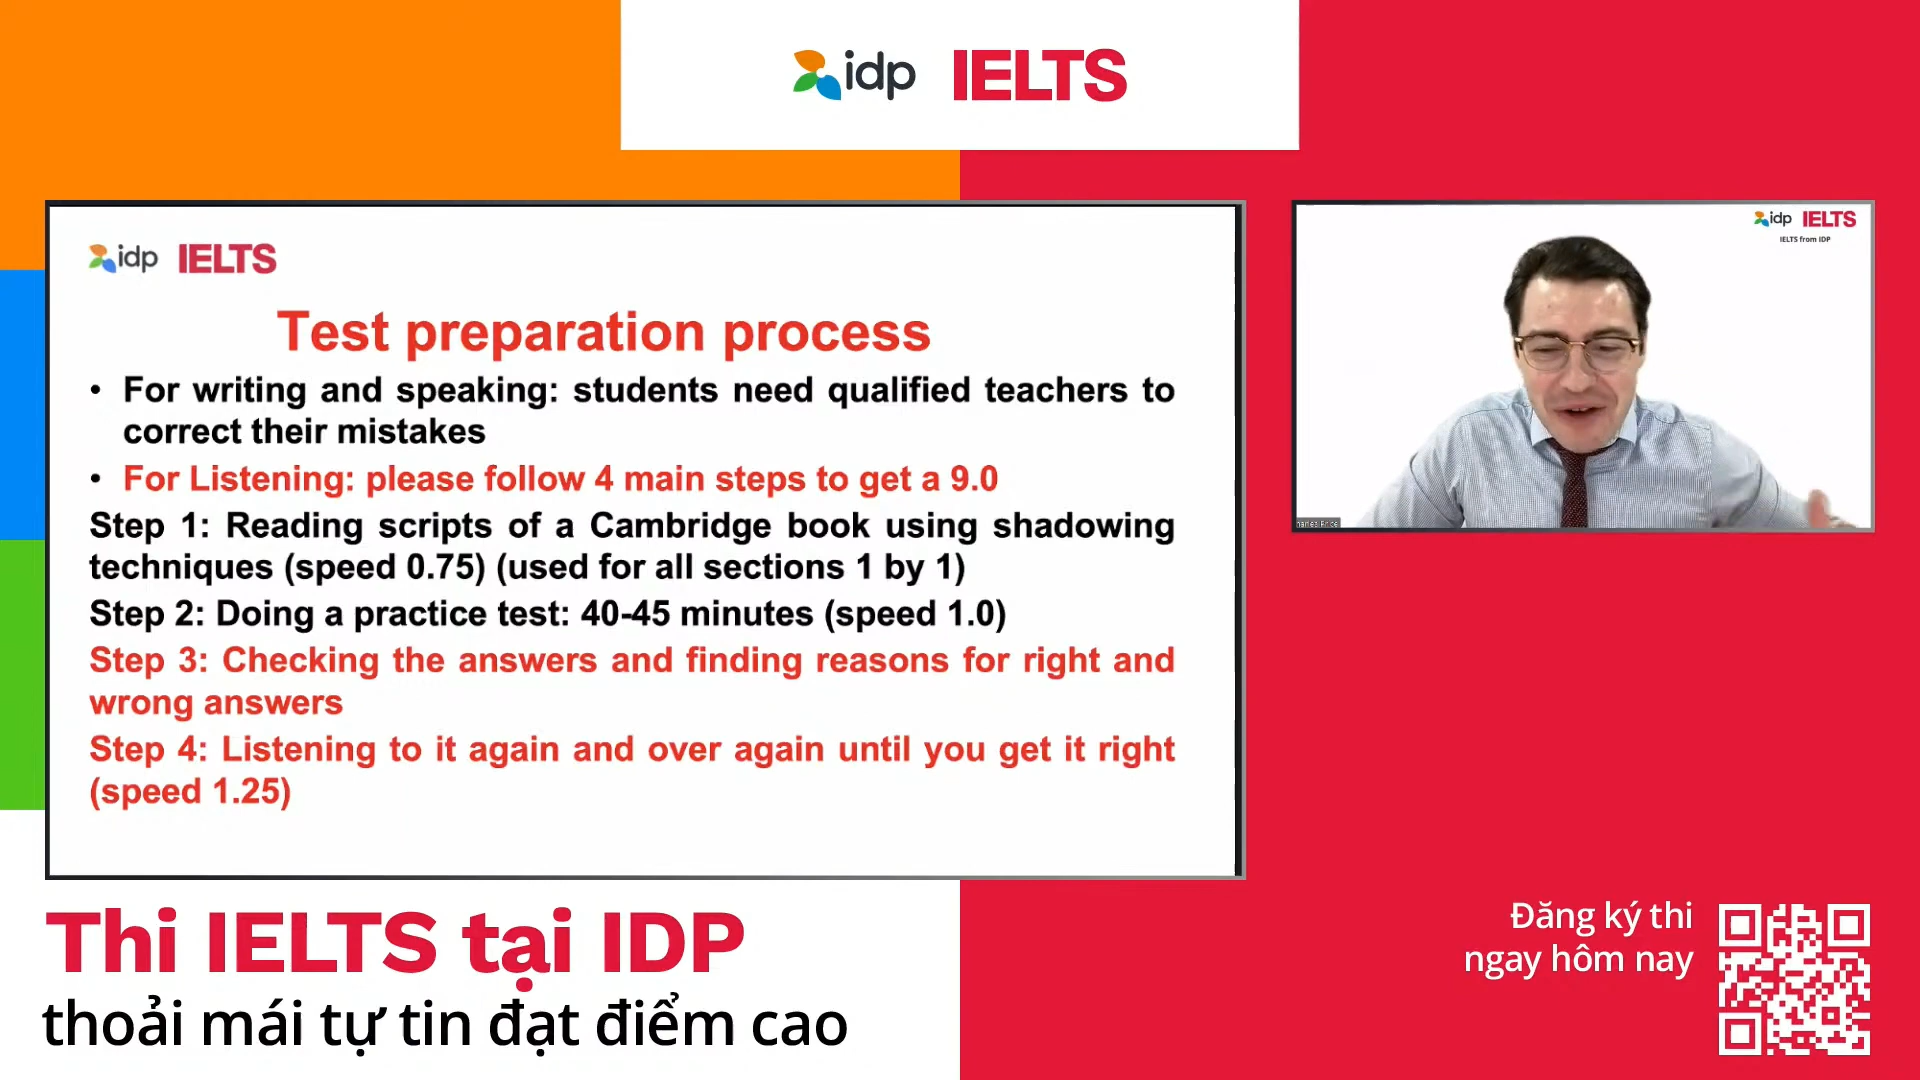 idp IELTS
idp IELTS
Test preparation process
• For writing and speaking: students need qualified teachers to
correct their mistakes
• For Listening: please follow 4 main steps to get a 9.0
Step 1: Reading scripts of a Cambridge book using shadowing
techniques (speed 0.75) (used for all sections 1 by 1)
Step 2: Doing a practice test: 40-45 minutes (speed 1.0)
Step 3: Checking the answers and finding reasons for right and
wrong answers
Step 4: Listening to it again and over again until you get it right
(speed 1.25)
idp IELTS
IELTS from IDP
Thi IELTS tại IDP
thoải mái tự tin đạt điểm cao
Đăng ký thi
ngay hôm nay